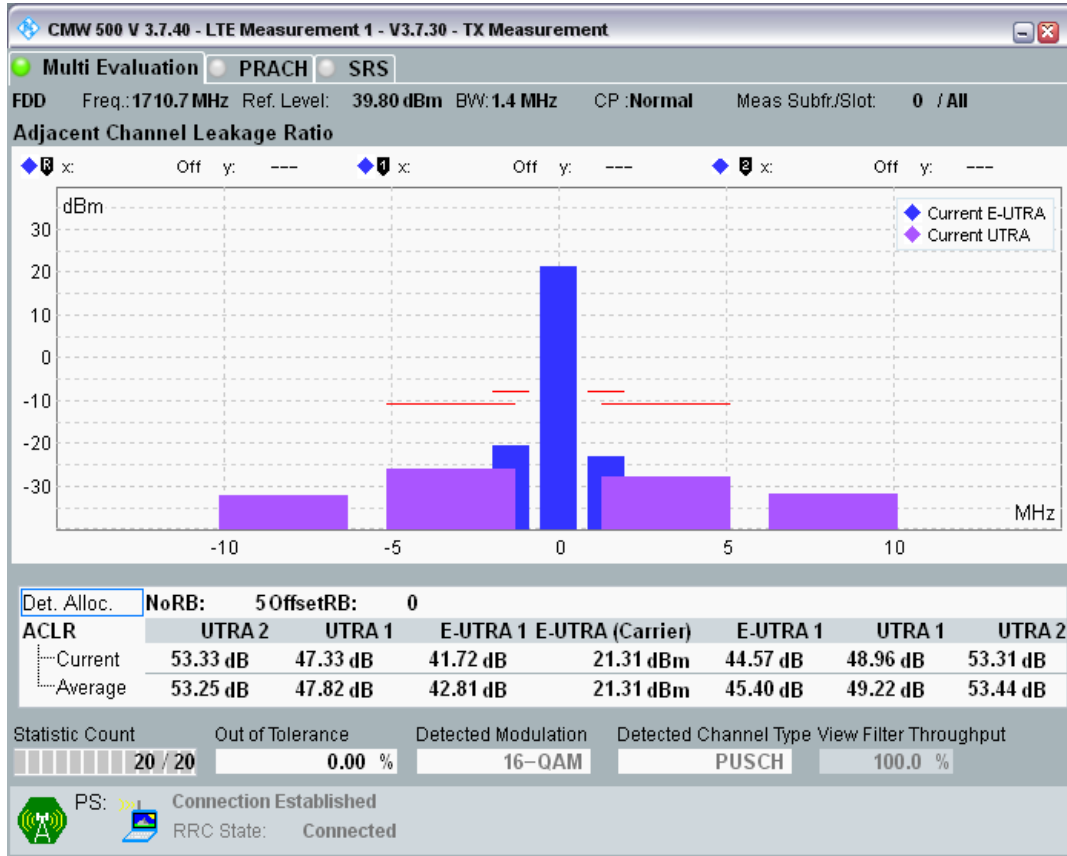 CMW 500 V 3.7.40 - LTE Measurement 1 - V3.7.30 - TX Measurement
Multi Evaluation PRACH SRS
FDD Freq.: 1710.7 MHz Ref. Level: 39.80 dBm BW: 1.4 MHz CP : Normal Meas Subfr./Slot: 0 / All
Adjacent Channel Leakage Ratio
R x: Off y: --- 1 x: Off y: --- 2 x: Off y: ---
dBm
Current E-UTRA
Current UTRA
30
20
10
0
-10
-20
-30
MHz
-10 -5 0 5 10
Det. Alloc. NoRB: 5 OffsetRB: 0
ACLR UTRA 2 UTRA 1 E-UTRA 1 E-UTRA (Carrier) E-UTRA 1 UTRA 1 UTRA 2
Current 53.33 dB 47.33 dB 41.72 dB 21.31 dBm 44.57 dB 48.96 dB 53.31 dB
Average 53.25 dB 47.82 dB 42.81 dB 21.31 dBm 45.40 dB 49.22 dB 53.44 dB
Statistic Count Out of Tolerance Detected Modulation Detected Channel Type View Filter Throughput
20 / 20 0.00 % 16-QAM PUSCH 100.0 %
PS: Connection Established
RRC State: Connected